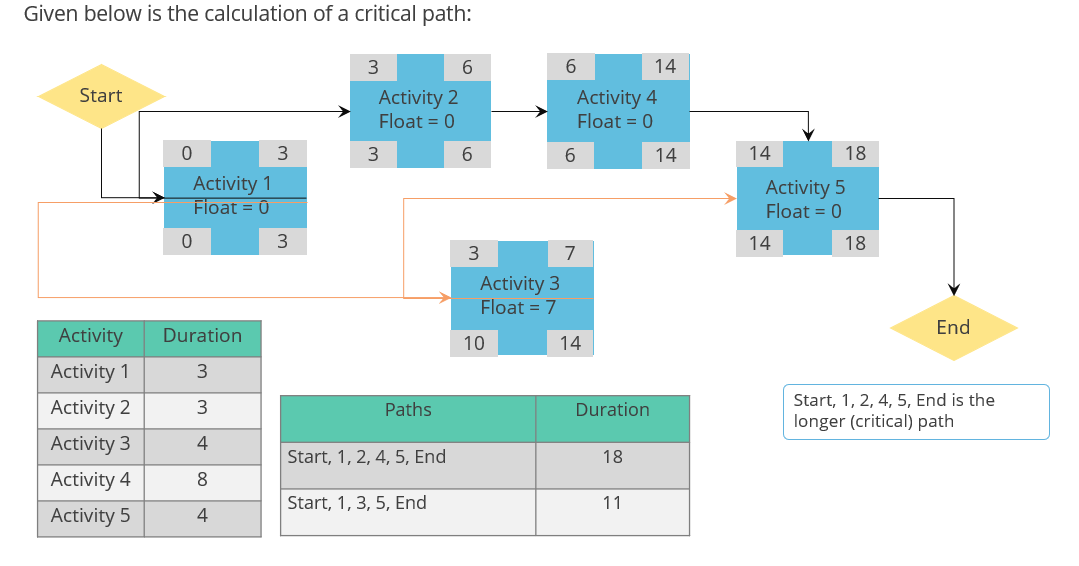 Given below is the calculation of a critical path:
Start
3 6
Activity 2
Float = 0
3 6
6 14
Activity 4
Float = 0
6 14
0 3
Activity 1
Float = 0
0 3
14 18
Activity 5
Float = 0
14 18
3 7
Activity 3
Float = 7
10 14
End
Activity Duration
Activity 1 3
Activity 2 3
Activity 3 4
Activity 4 8
Activity 5 4
Paths Duration
Start, 1, 2, 4, 5, End 18
Start, 1, 3, 5, End 11
Start, 1, 2, 4, 5, End is the
longer (critical) path